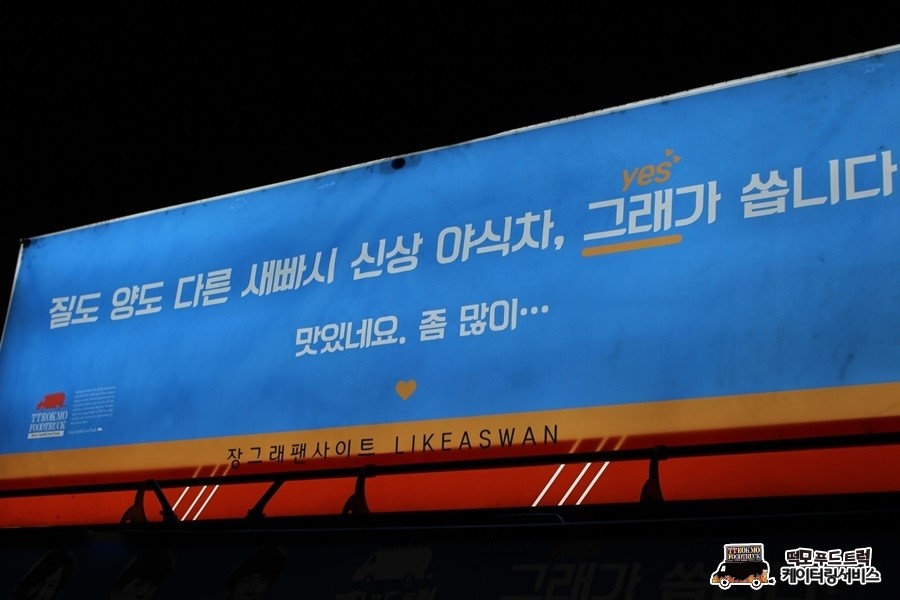 yes
질도 양도 다른 새빠시 신상 야식차, 그래가 쏩니다
맛있네요. 좀 많이...
TTEOKMO
FOODTRUCK
장그래팬사이트 LIKEASWAN
그래가 쏩니다
TTEOKMO
FOODTRUCK
떡모푸드트럭
케이터링서비스